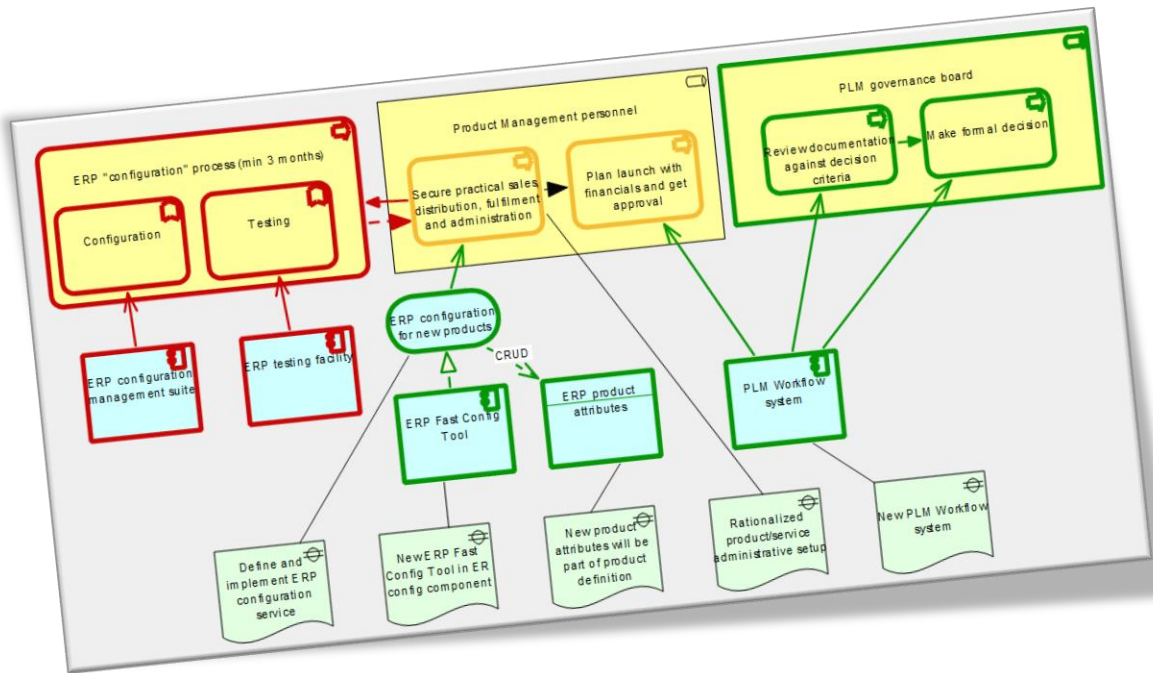 PLM governance board
Review documentation
against decision
criteria
Make formal decision
Product Management personnel
Secure practical sales,
distribution, fulfilment
and administration
Plan launch with
financials and get
approval
ERP "configuration" process (min 3 months)
Configuration
Testing
ERP configuration
for new products
CRUD
ERP configuration
management suite
ERP testing facility
ERP Fast Config
Tool
ERP product
attributes
PLM Workflow
system
Define and
implement ERP
configuration
service
New ERP Fast
Config Tool in ER
config component
New product
attributes will be
part of product
definition
Rationalized
product/service
administrative setup
New PLM Workflow
system